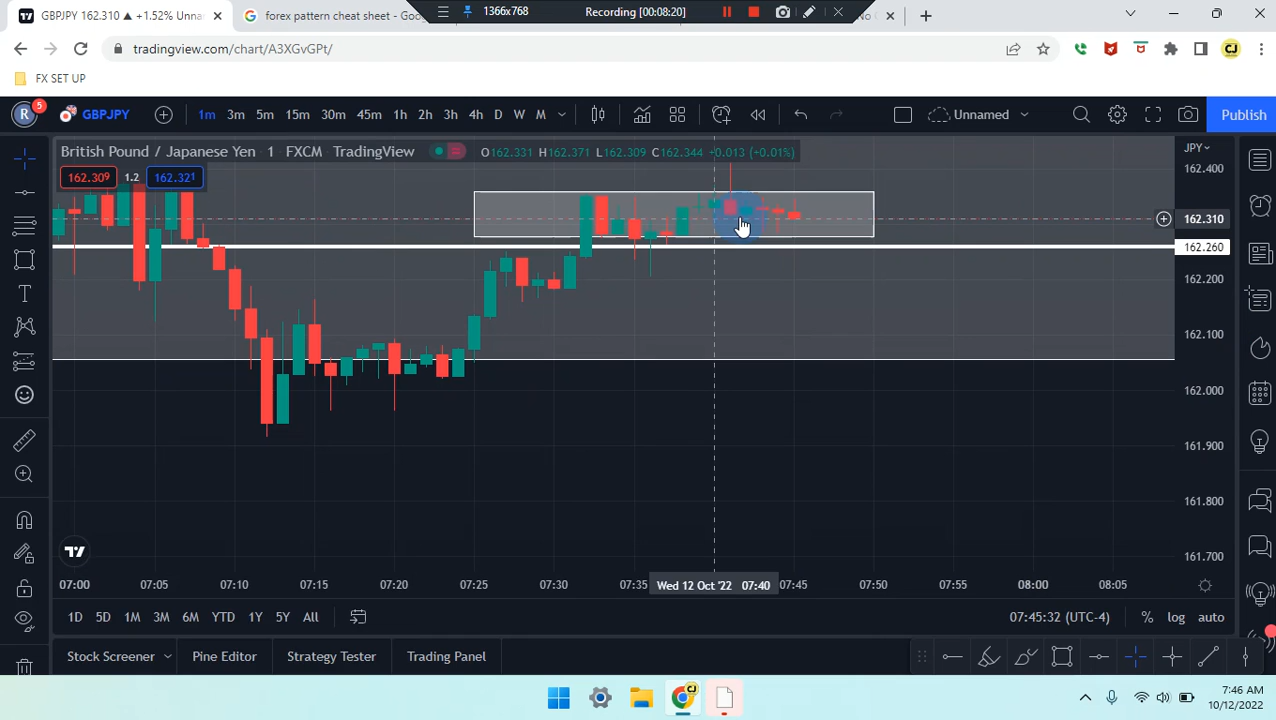 1366x768 Recording [00:08:20]
GBPJPY 162.310 ▲ +1.52% Unna
forex pattern cheat sheet - Goo
No C
tradingview.com/chart/A3XGvGPt/
CJ
FX SET UP
R 5 GBPJPY 1m 3m 5m 15m 30m 45m 1h 2h 3h 4h D W M Unnamed Publish
British Pound / Japanese Yen · 1 · FXCM · TradingView O162.331 H162.371 L162.309 C162.344 +0.013 (+0.01%)
JPY
162.309 1.2 162.321
162.400
162.310
162.260
162.200
162.100
162.000
161.900
161.800
161.700
07:00 07:05 07:10 07:15 07:20 07:25 07:30 07:35 Wed 12 Oct '22 07:40 07:45 07:50 07:55 08:00 08:05
1D 5D 1M 3M 6M YTD 1Y 5Y All 07:45:32 (UTC-4) % log auto
Stock Screener Pine Editor Strategy Tester Trading Panel
CJ
7:46 AM
10/12/2022